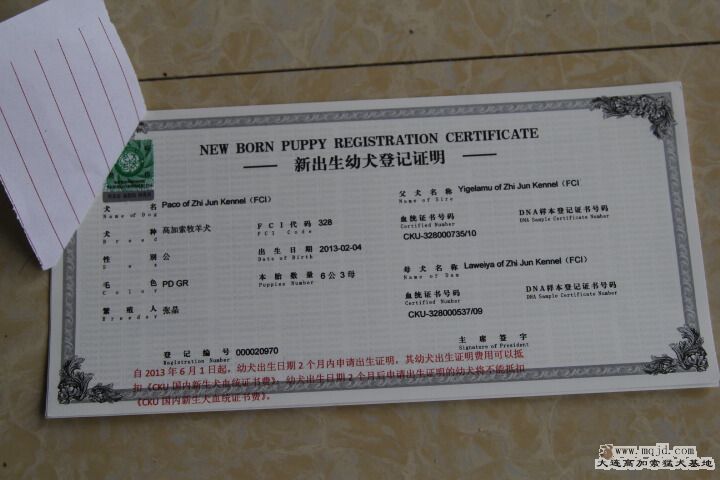 NEW BORN PUPPY REGISTRATION CERTIFICATE
新出生幼犬登记证明
犬名 Paco of Zhi Jun Kennel (FCI)
Name of Dog
父犬名称 Yigelamu of Zhi Jun Kennel (FCI)
Name of Sire
犬种 高加索牧羊犬 FCI代码 328
Breed FCI Code
血统证书号码 DNA样本登记证书号码
Certified Number DNA Sample Certificate Number
CKU-328000735/10
性别 公 出生日期 2013-02-04
Sex Date of Birth
母犬名称 Laweiya of Zhi Jun Kennel (FCI)
Name of Dam
毛色 PD GR 本胎数量 6公3母
Color Puppies Number
血统证书号码 DNA样本登记证书号码
Certified Number DNA Sample Certificate Number
CKU-328000537/09
繁殖人 张晶
Breeder
登记编号 000020970
Registration Number
主席签字
Signature of President
自2013年6月1日起，幼犬出生日期2个月内申请出生证明，其幼犬出生证明费用可以抵
扣《CKU国内新生犬血统证书费》，幼犬出生日期2个月后申请出生证明的幼犬将不能抵扣
《CKU国内新生犬血统证书费》。
www.mqjd.com
大连高加索猛犬基地